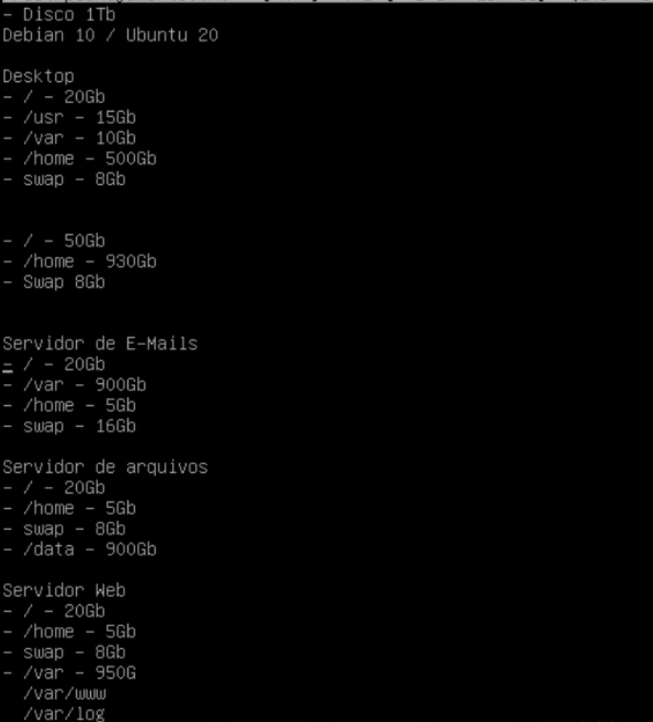 - Disco 1Tb
Debian 10 / Ubuntu 20
Desktop
- / - 20Gb
- /usr - 15Gb
- /var - 10Gb
- /home - 500Gb
- swap - 8Gb
- / - 50Gb
- /home - 930Gb
- Swap 8Gb
Servidor de E-Mails
- / - 20Gb
- /var - 900Gb
- /home - 5Gb
- swap - 16Gb
Servidor de arquivos
- / - 20Gb
- /home - 5Gb
- swap - 8Gb
- /data - 900Gb
Servidor Web
- / - 20Gb
- /home - 5Gb
- swap - 8Gb
- /var - 950G
/var/www
/var/log